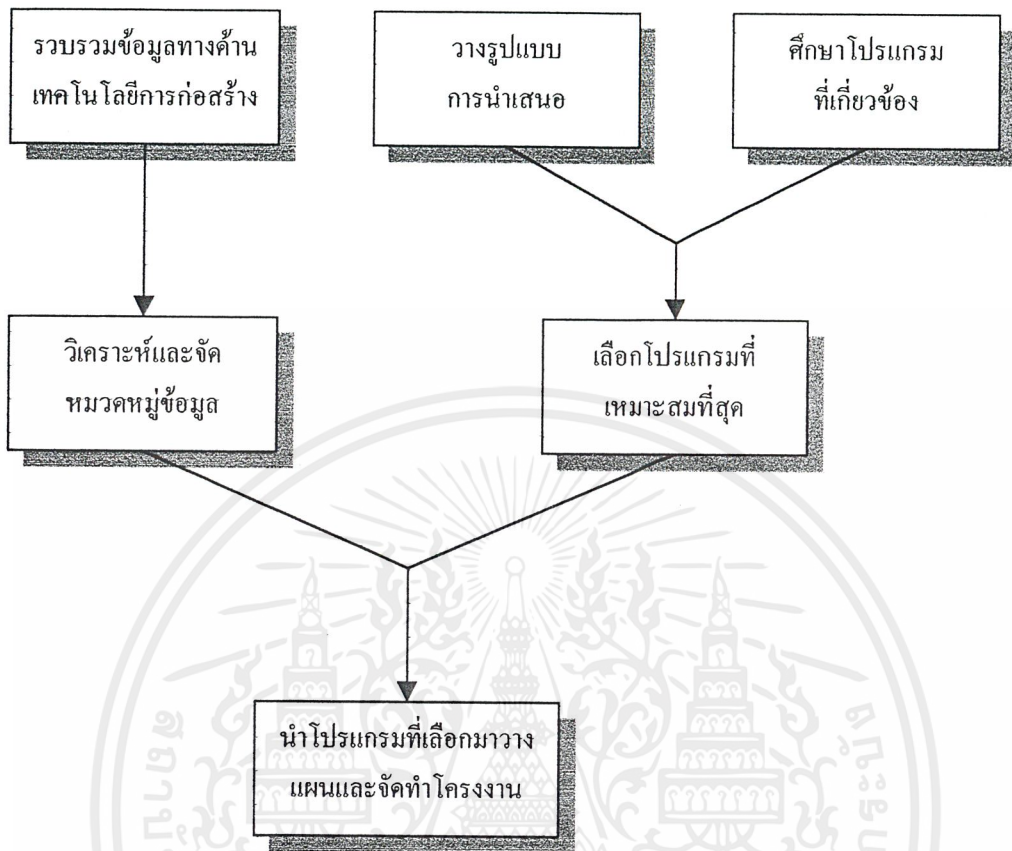 รวบรวมข้อมูลทางด้าน
เทคโนโลยีการก่อสร้าง
วางรูปแบบ
การนำเสนอ
ศึกษาโปรแกรม
ที่เกี่ยวข้อง
วิเคราะห์และจัด
หมวดหมู่ข้อมูล
เลือกโปรแกรมที่
เหมาะสมที่สุด
นำโปรแกรมที่เลือกมาวาง
แผนและจัดทำโครงงาน